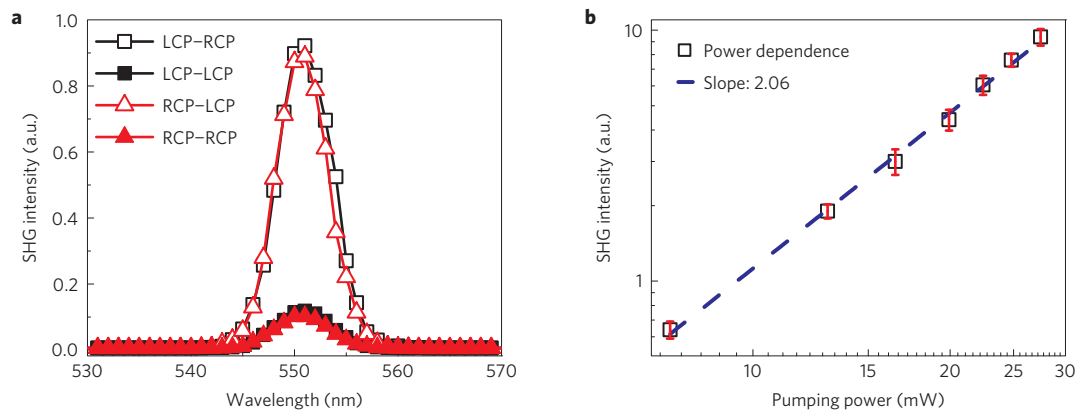 a
1.0
0.8
0.6
0.4
0.2
0.0
SHG intensity (a.u.)
LCP–RCP
LCP–LCP
RCP–LCP
RCP–RCP
530 540 550 560 570
Wavelength (nm)
b
10
1
SHG intensity (a.u.)
Power dependence
Slope: 2.06
10 15 20 25 30
Pumping power (mW)